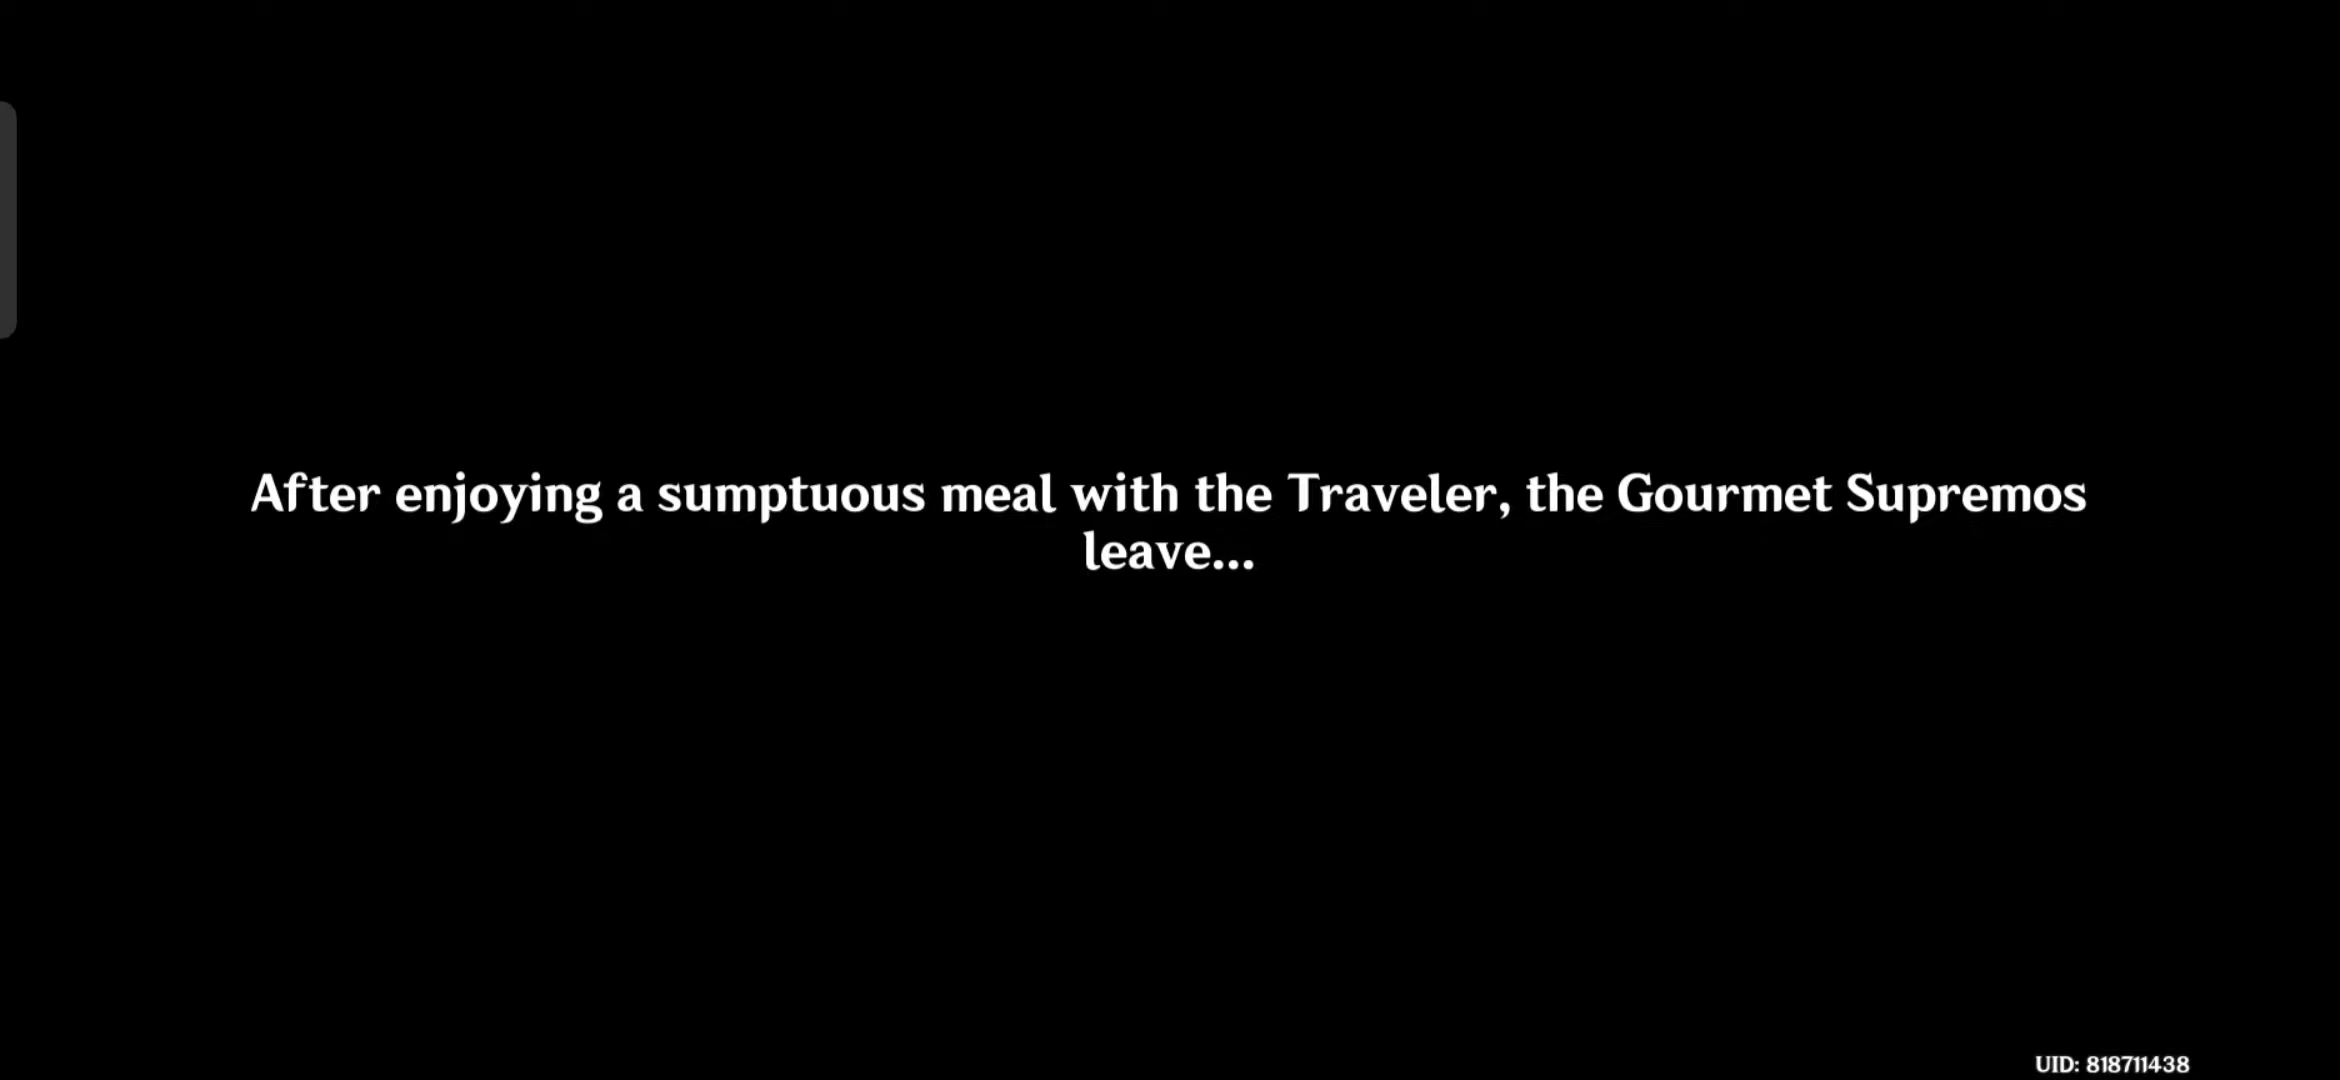 After enjoying a sumptuous meal with the Traveler, the Gourmet Supremos
leave...
UID: 818711438